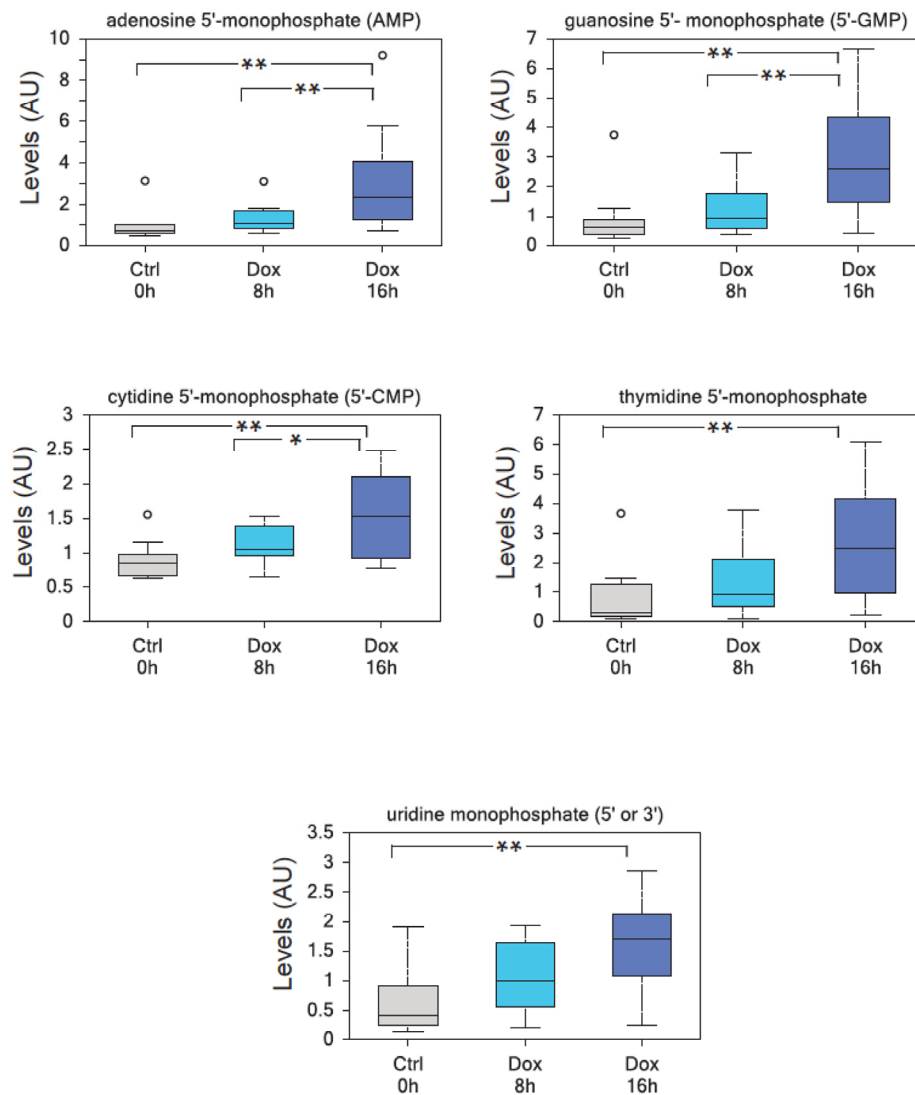 adenosine 5'-monophosphate (AMP)
Levels (AU)
10
8
6
4
2
0
**
**
Ctrl
0h
Dox
8h
Dox
16h
guanosine 5'- monophosphate (5'-GMP)
Levels (AU)
7
6
5
4
3
2
1
0
**
**
Ctrl
0h
Dox
8h
Dox
16h
cytidine 5'-monophosphate (5'-CMP)
Levels (AU)
3
2.5
2
1.5
1
0.5
0
**
*
Ctrl
0h
Dox
8h
Dox
16h
thymidine 5'-monophosphate
Levels (AU)
7
6
5
4
3
2
1
0
**
Ctrl
0h
Dox
8h
Dox
16h
uridine monophosphate (5' or 3')
Levels (AU)
3.5
3
2.5
2
1.5
1
0.5
0
**
Ctrl
0h
Dox
8h
Dox
16h